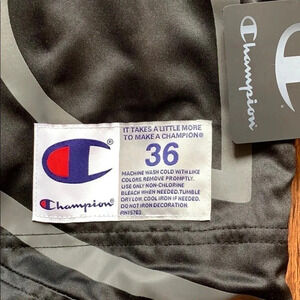 IT TAKES A LITTLE MORE
TO MAKE A CHAMPION®
36
MACHINE WASH COLD WITH LIKE
COLORS. REMOVE PROMPTLY.
USE ONLY NON-CHLORINE
BLEACH WHEN NEEDED. TUMBLE
DRY LOW, COOL IRON IF NEEDED.
DO NOT IRON DECORATION.
Champion
Champion